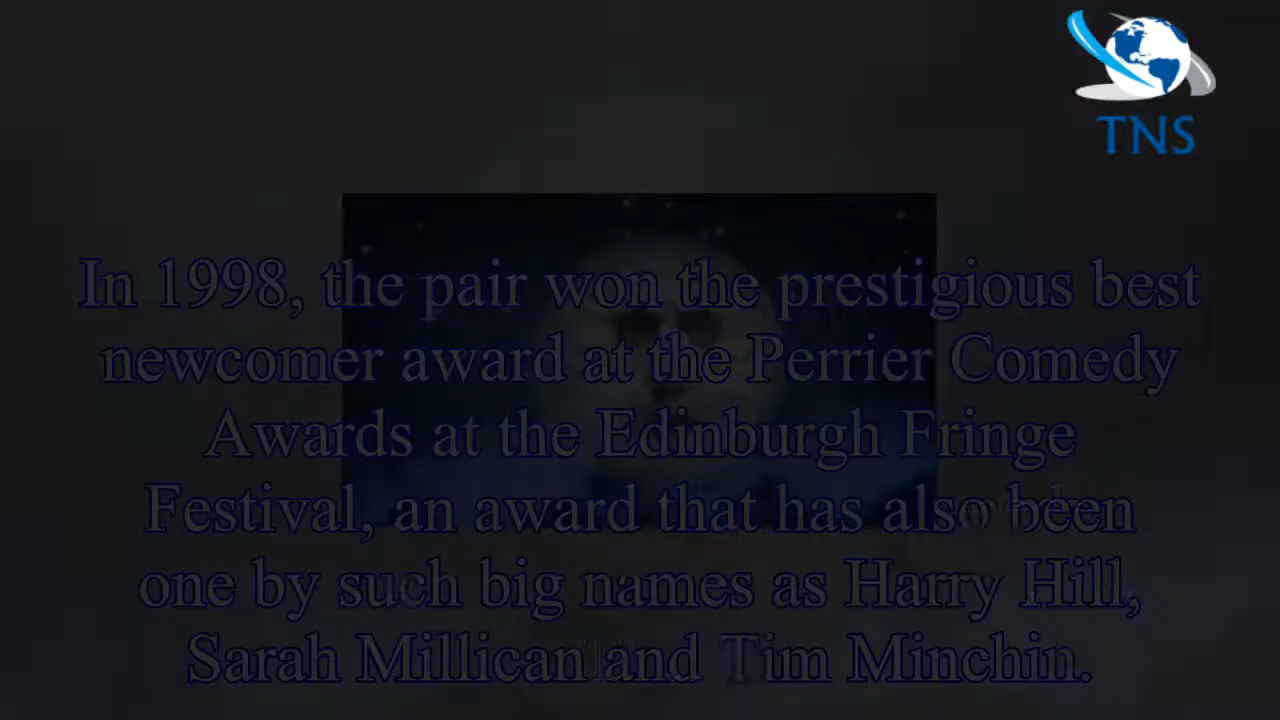 TNS
In 1998, the pair won the prestigious best
newcomer award at the Perrier Comedy
Awards at the Edinburgh Fringe
Festival, an award that has also been
one by such big names as Harry Hill,
Sarah Millican and Tim Minchin.